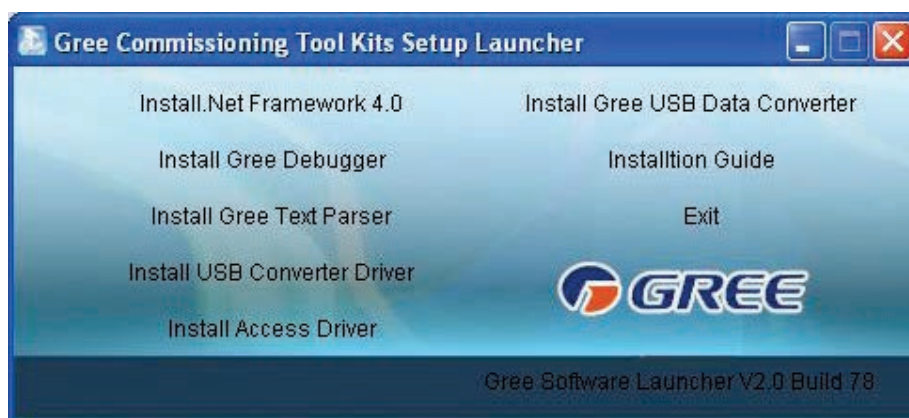 Gree Commissioning Tool Kits Setup Launcher
Install.Net Framework 4.0
Install Gree Debugger
Install Gree Text Parser
Install USB Converter Driver
Install Access Driver
Install Gree USB Data Converter
Installtion Guide
Exit
GREE
Gree Software Launcher V2.0 Build 78